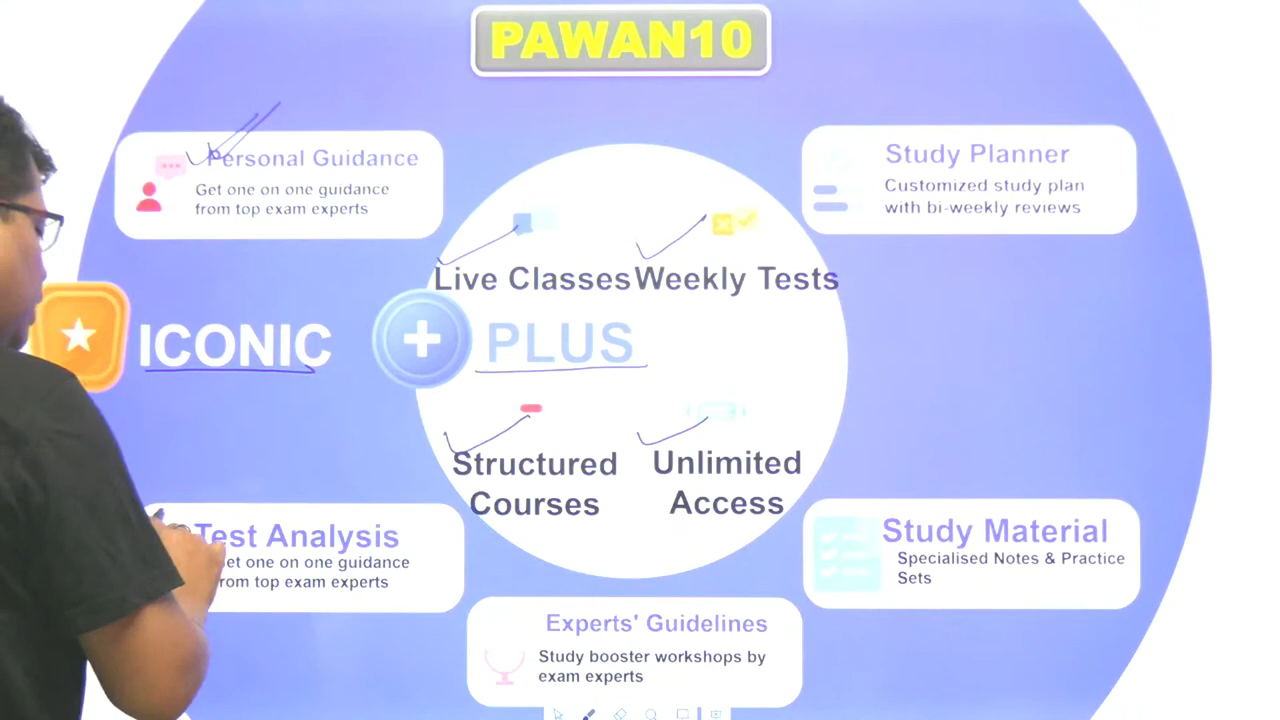 PAWAN10
Personal Guidance
Get one on one guidance
from top exam experts
Study Planner
Customized study plan
with bi-weekly reviews
Live Classes
Weekly Tests
ICONIC
PLUS
Structured
Courses
Unlimited
Access
Test Analysis
Get one on one guidance
from top exam experts
Study Material
Specialised Notes & Practice
Sets
Experts' Guidelines
Study booster workshops by
exam experts